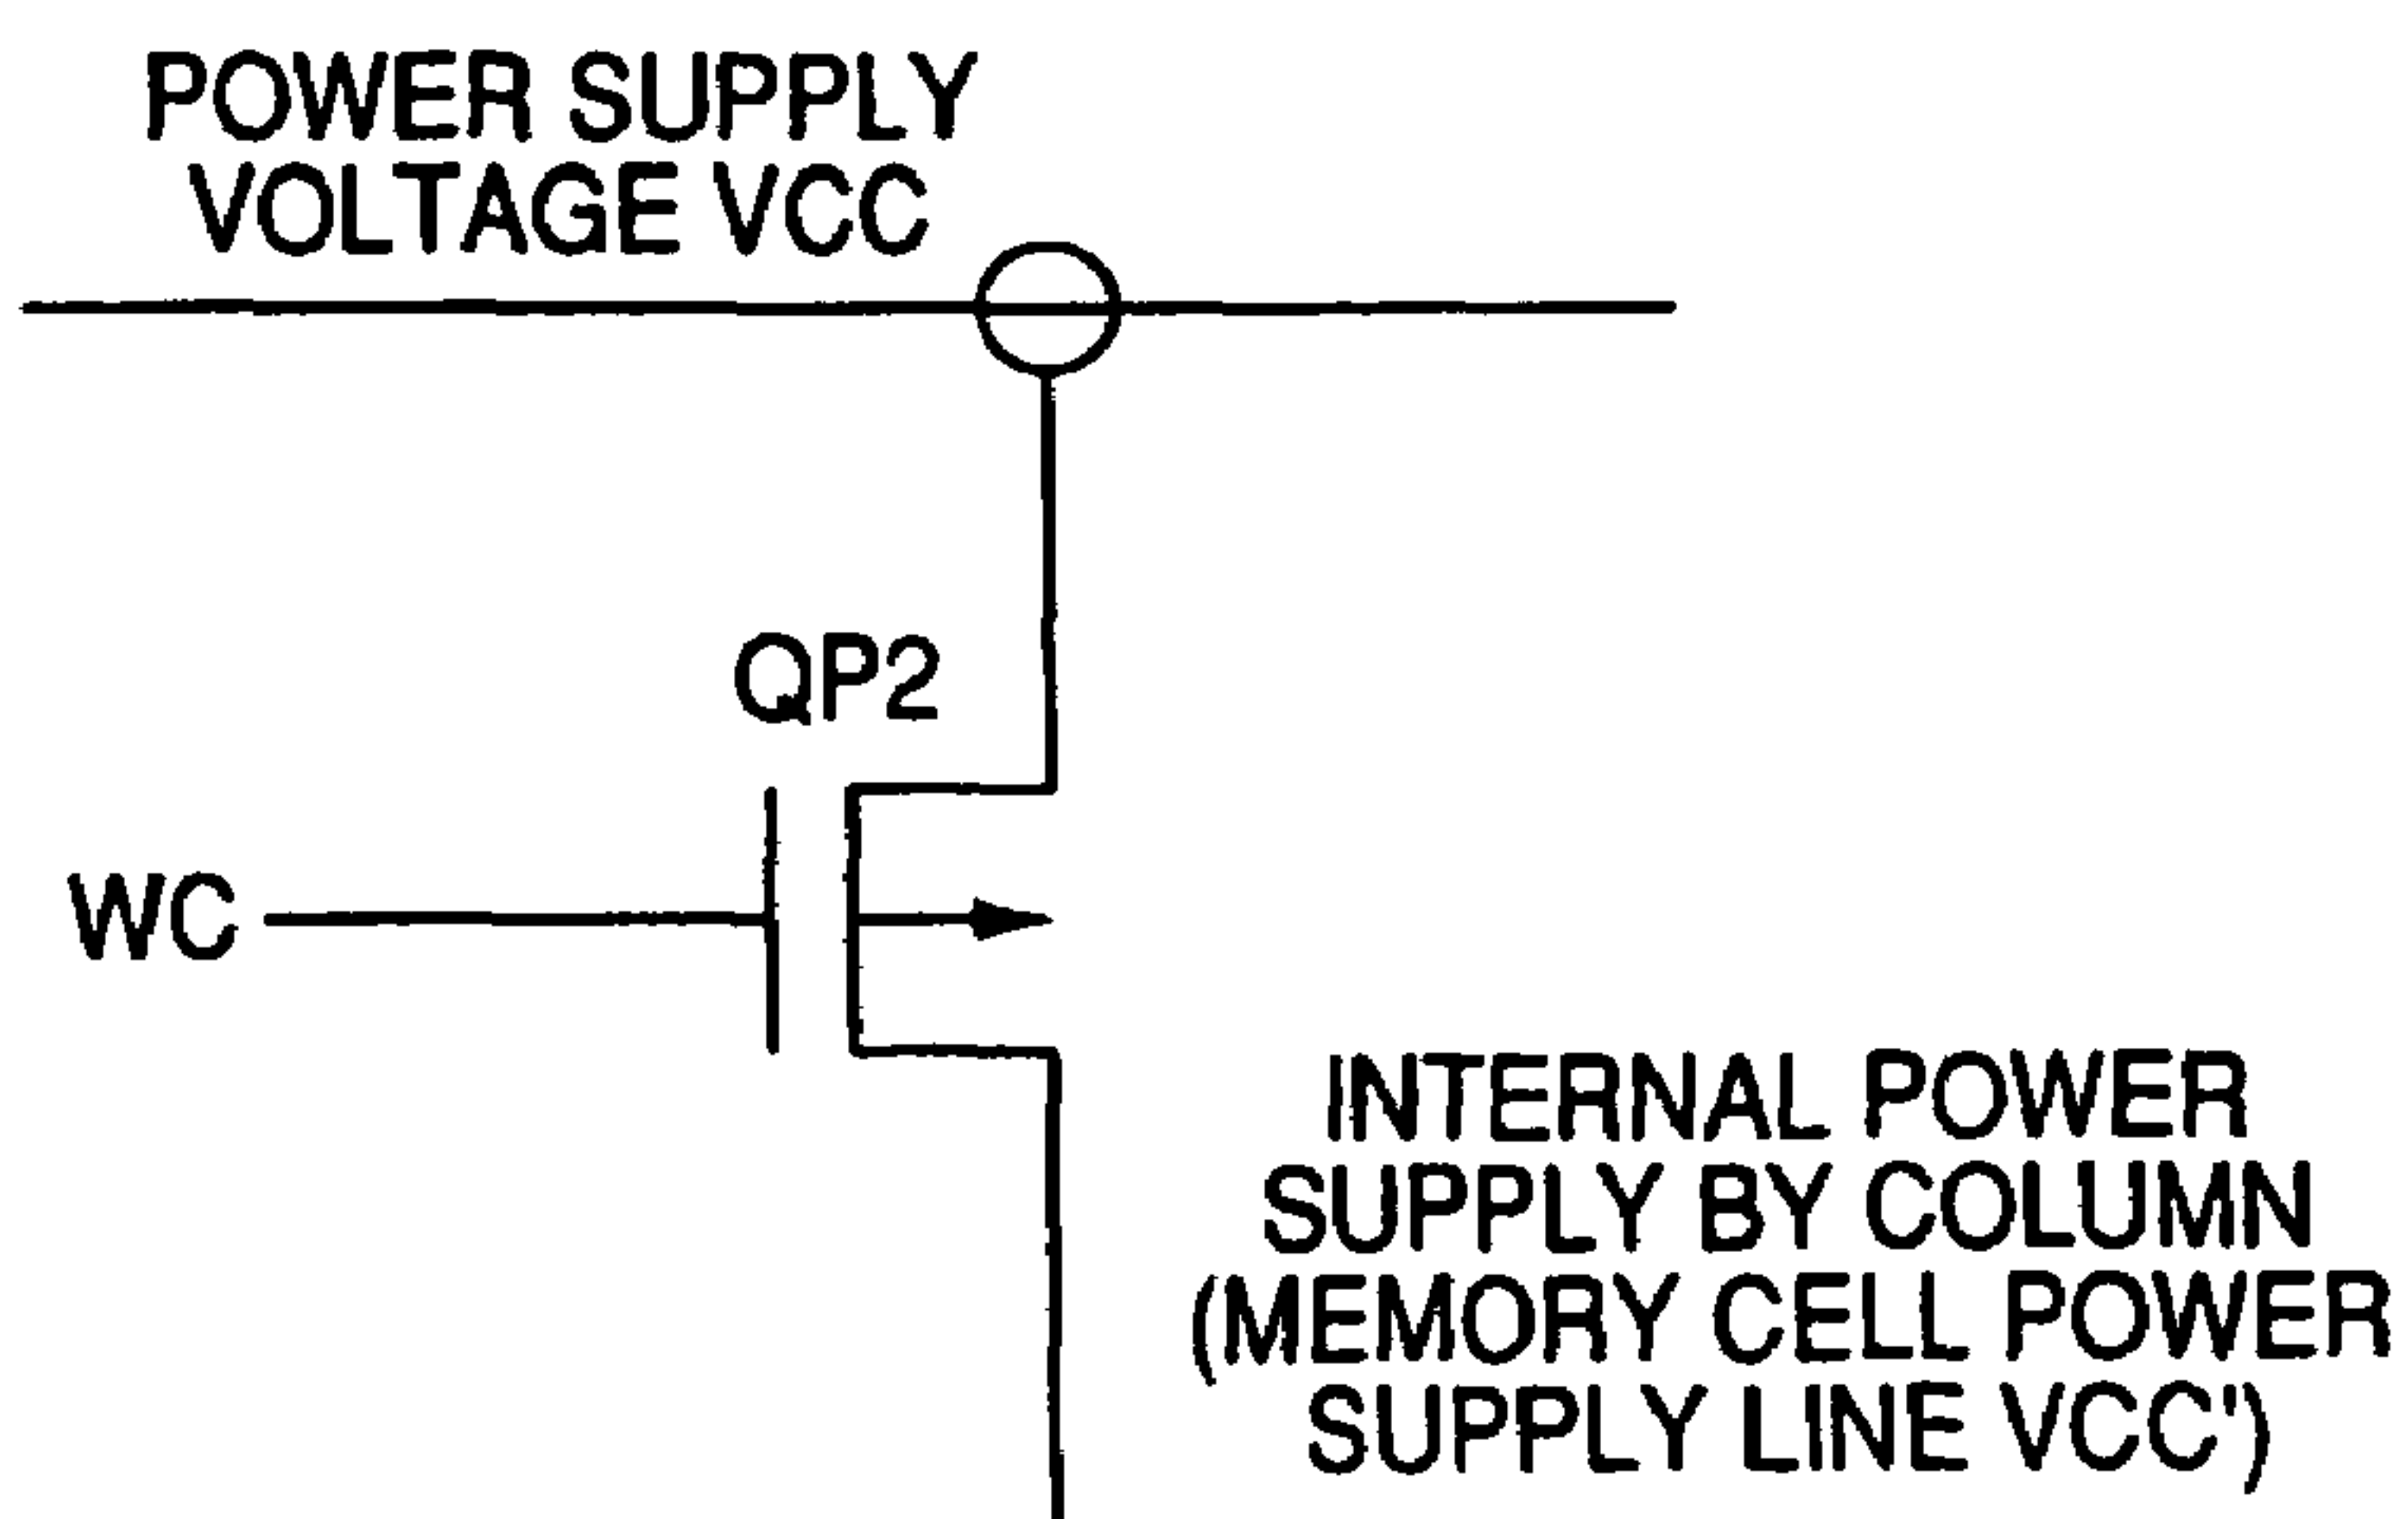 POWER SUPPLY
VOLTAGE VCC
QP2
WC
INTERNAL POWER
SUPPLY BY COLUMN
(MEMORY CELL POWER
SUPPLY LINE VCC')